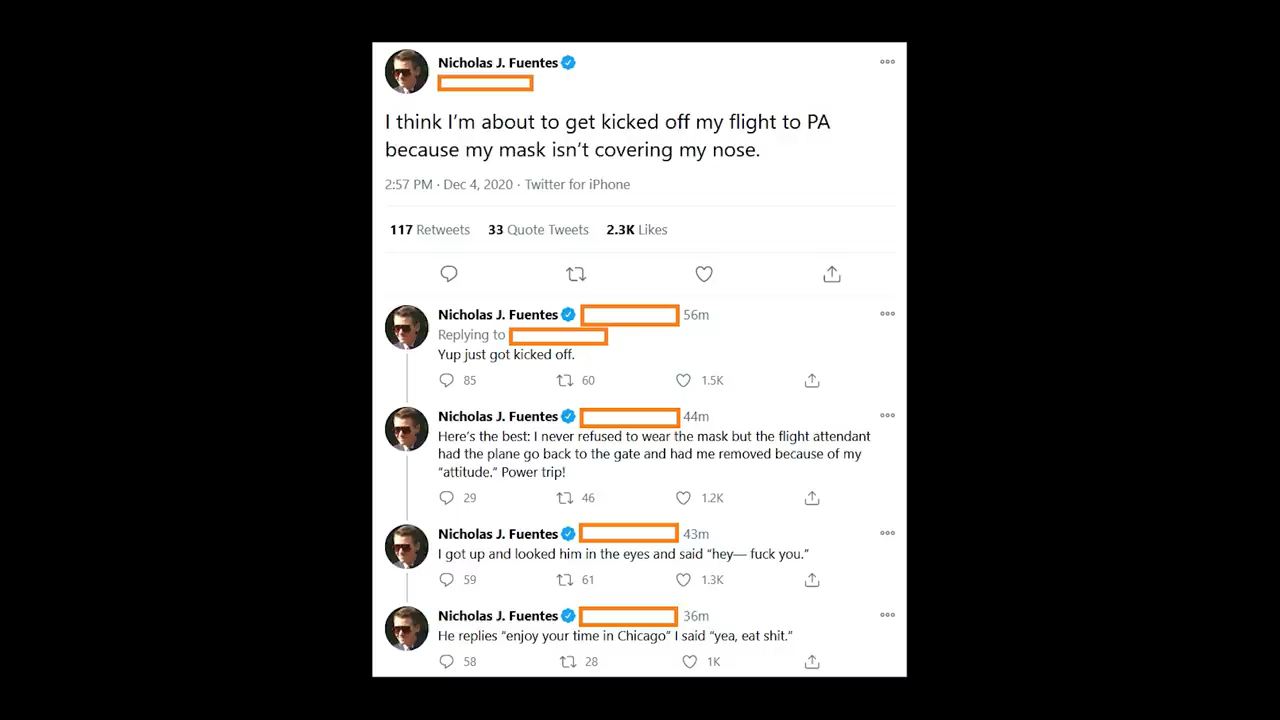 Nicholas J. Fuentes
I think I'm about to get kicked off my flight to PA
because my mask isn't covering my nose.
2:57 PM · Dec 4, 2020 · Twitter for iPhone
117 Retweets 33 Quote Tweets 2.3K Likes
Nicholas J. Fuentes 56m
Replying to
Yup just got kicked off.
85 60 1.5K
Nicholas J. Fuentes 44m
Here's the best: I never refused to wear the mask but the flight attendant
had the plane go back to the gate and had me removed because of my
“attitude.” Power trip!
29 46 1.2K
Nicholas J. Fuentes 43m
I got up and looked him in the eyes and said “hey— fuck you.”
59 61 1.3K
Nicholas J. Fuentes 36m
He replies “enjoy your time in Chicago” I said “yea, eat shit.”
58 28 1K